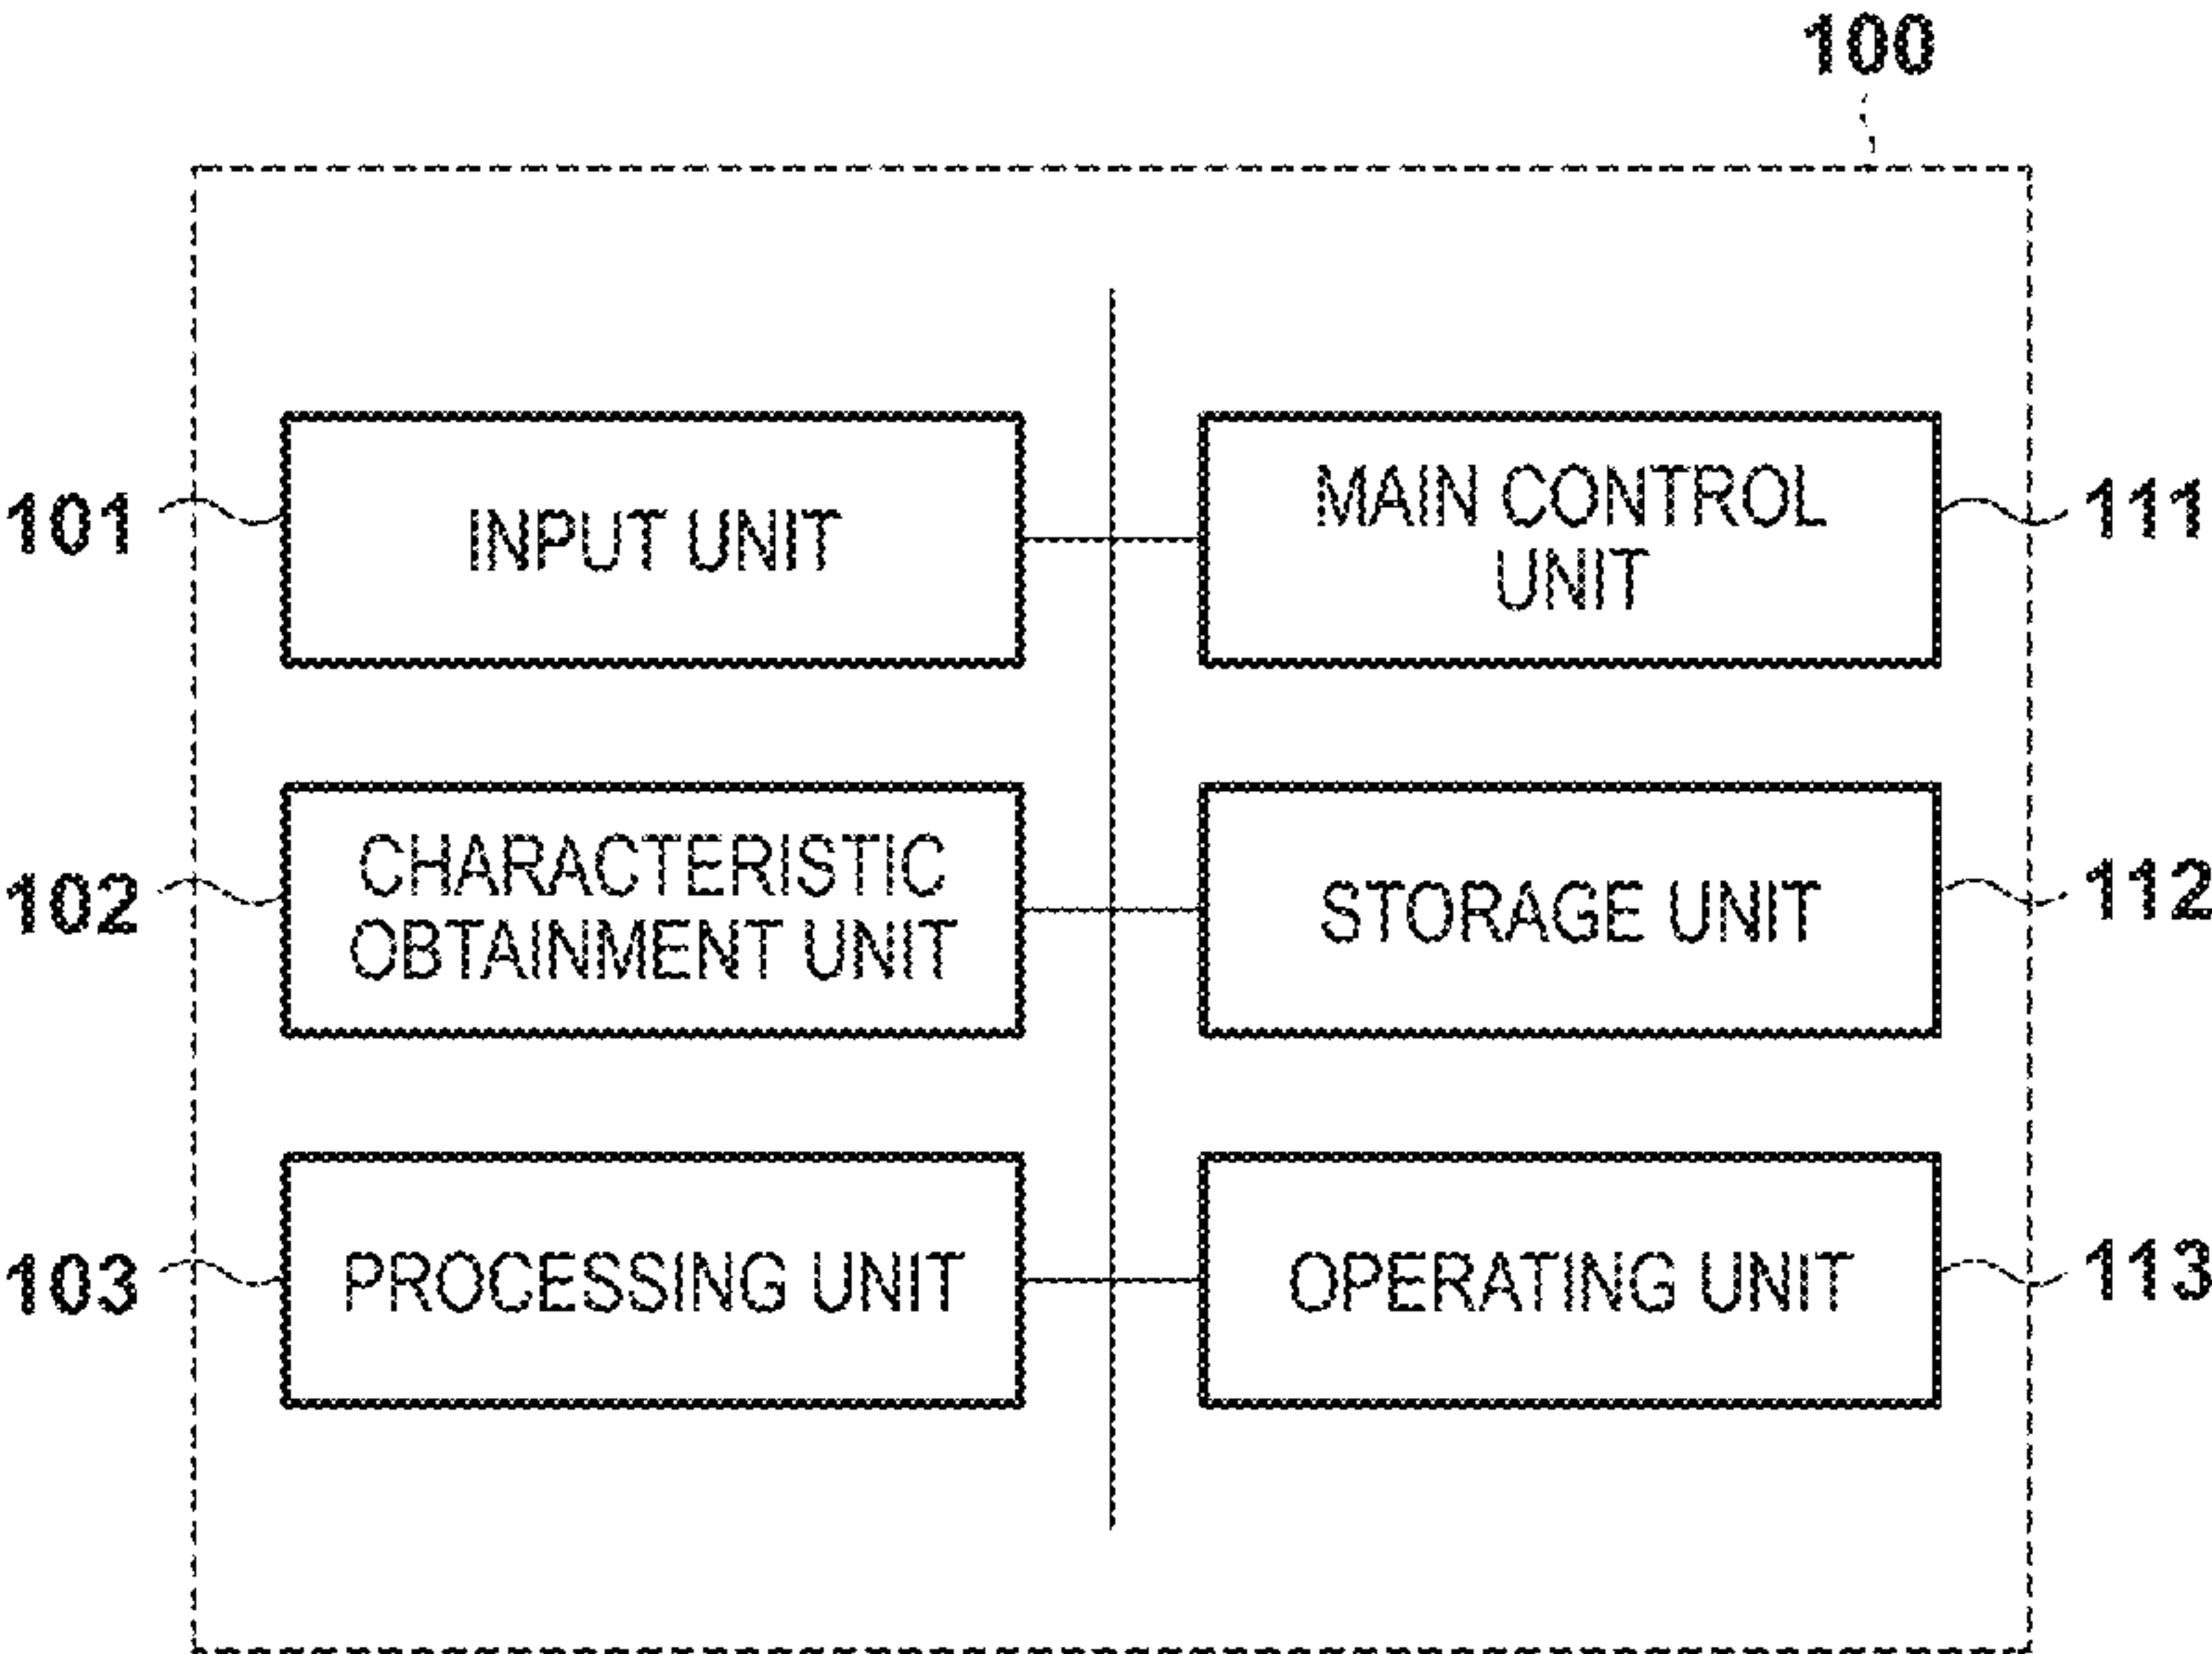 100
101
INPUT UNIT
MAIN CONTROL
UNIT
111
102
CHARACTERISTIC
OBTAINMENT UNIT
STORAGE UNIT
112
103
PROCESSING UNIT
OPERATING UNIT
113